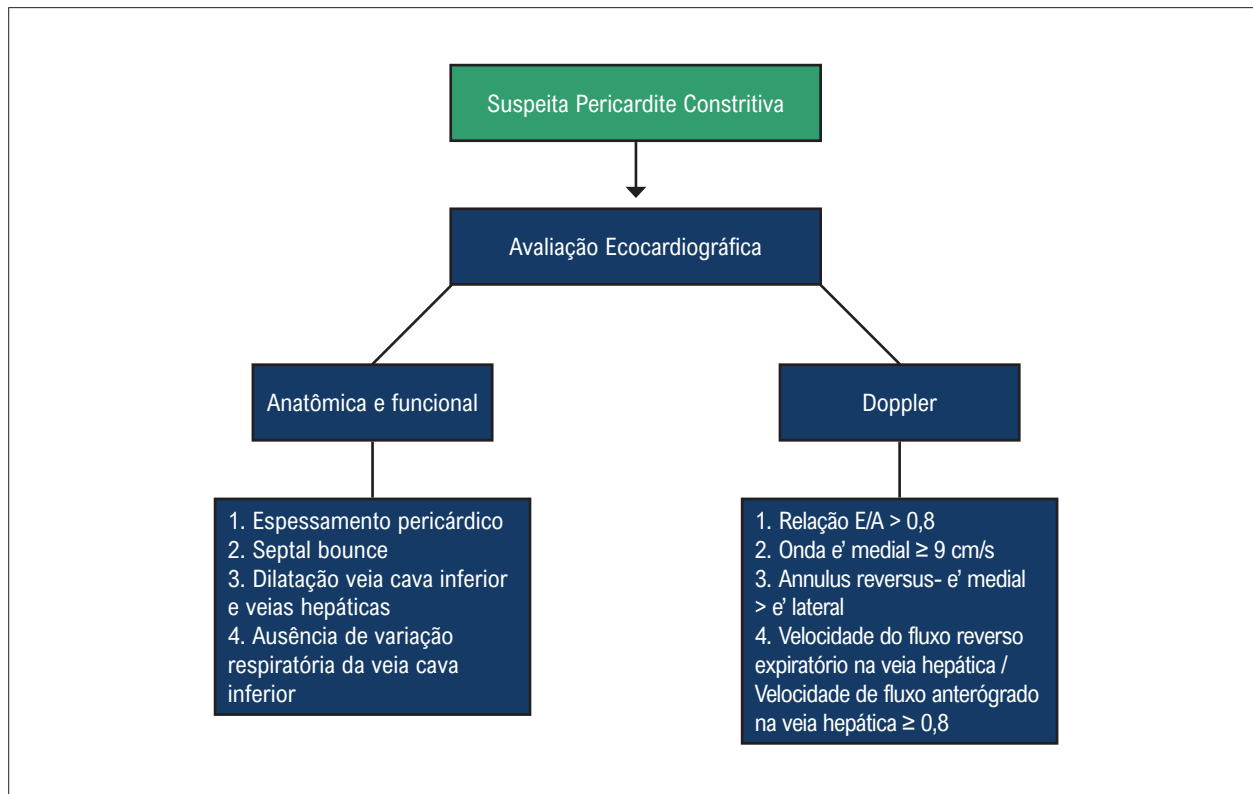 Suspeita Pericardite Constritiva
Avaliação Ecocardiográfica
Anatômica e funcional
1. Espessamento pericárdico
2. Septal bounce
3. Dilatação veia cava inferior
e veias hepáticas
4. Ausência de variação
respiratória da veia cava
inferior
Doppler
1. Relação E/A > 0,8
2. Onda e’ medial ≥ 9 cm/s
3. Annulus reversus- e’ medial
> e’ lateral
4. Velocidade do fluxo reverso
expiratório na veia hepática /
Velocidade de fluxo anterógrado
na veia hepática ≥ 0,8